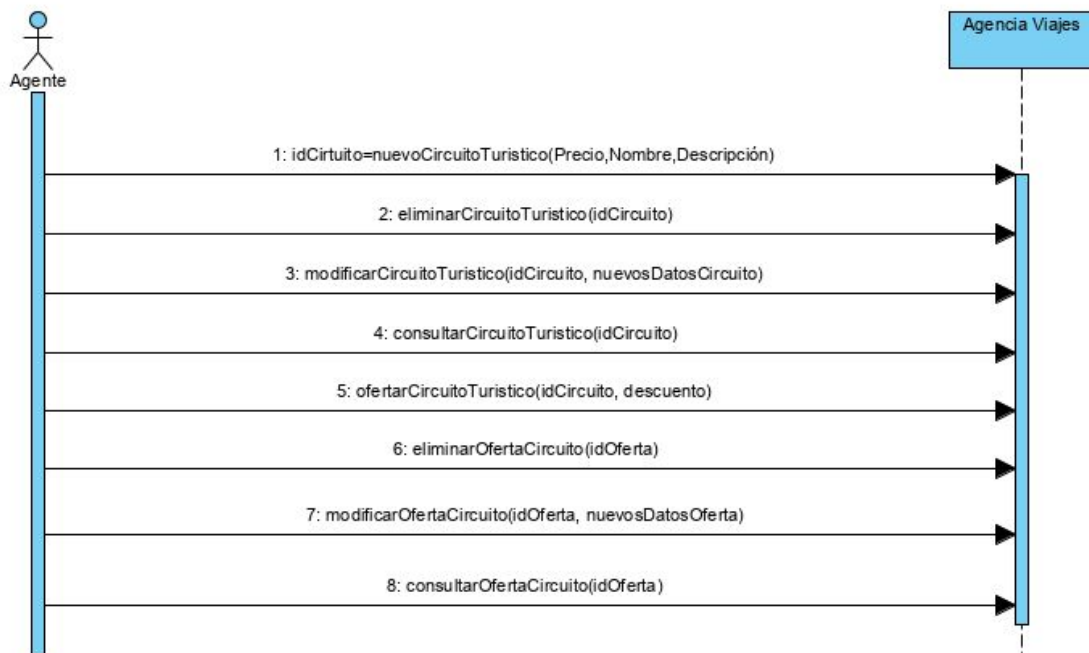 Agencia Viajes
Agente
1: idCirtuito=nuevoCircuitoTuristico(Precio,Nombre,Descripción)
2: eliminarCircuitoTuristico(idCircuito)
3: modificarCircuitoTuristico(idCircuito, nuevosDatosCircuito)
4: consultarCircuitoTuristico(idCircuito)
5: ofertarCircuitoTuristico(idCircuito, descuento)
6: eliminarOfertaCircuito(idOferta)
7: modificarOfertaCircuito(idOferta, nuevosDatosOferta)
8: consultarOfertaCircuito(idOferta)